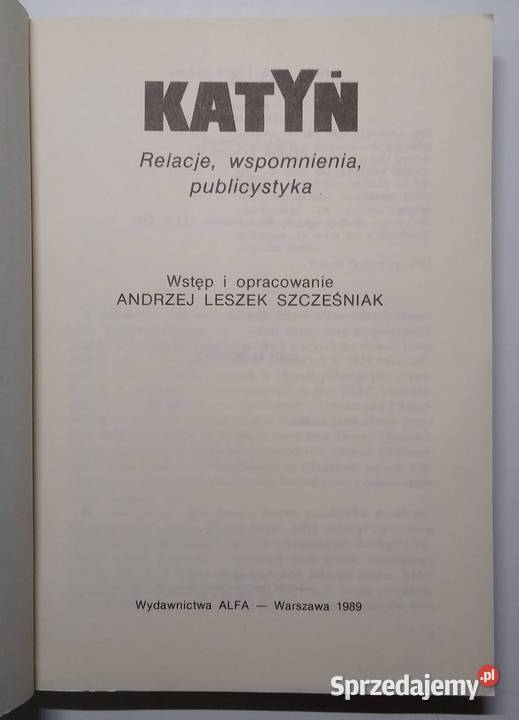 KATYŃ
Relacje, wspomnienia,
publicystyka
Wstęp i opracowanie
ANDRZEJ LESZEK SZCZEŚNIAK
Wydawnictwa ALFA — Warszawa 1989
Sprzedajemy.pl